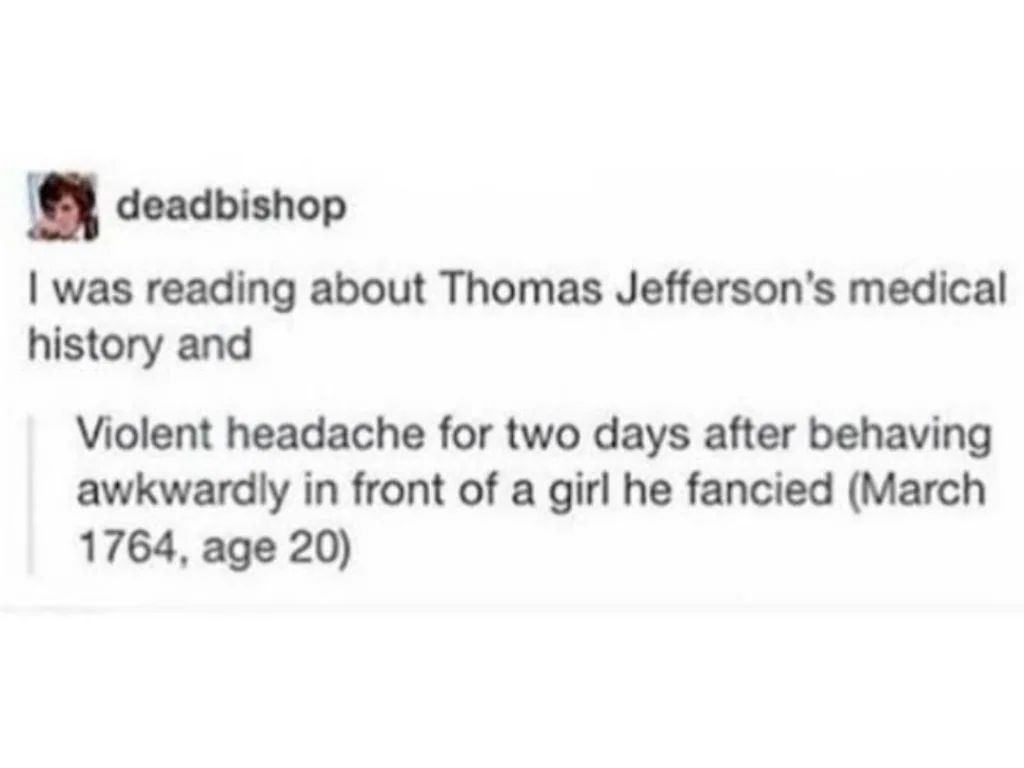 deadbishop
I was reading about Thomas Jefferson's medical
history and
Violent headache for two days after behaving
awkwardly in front of a girl he fancied (March
1764, age 20)